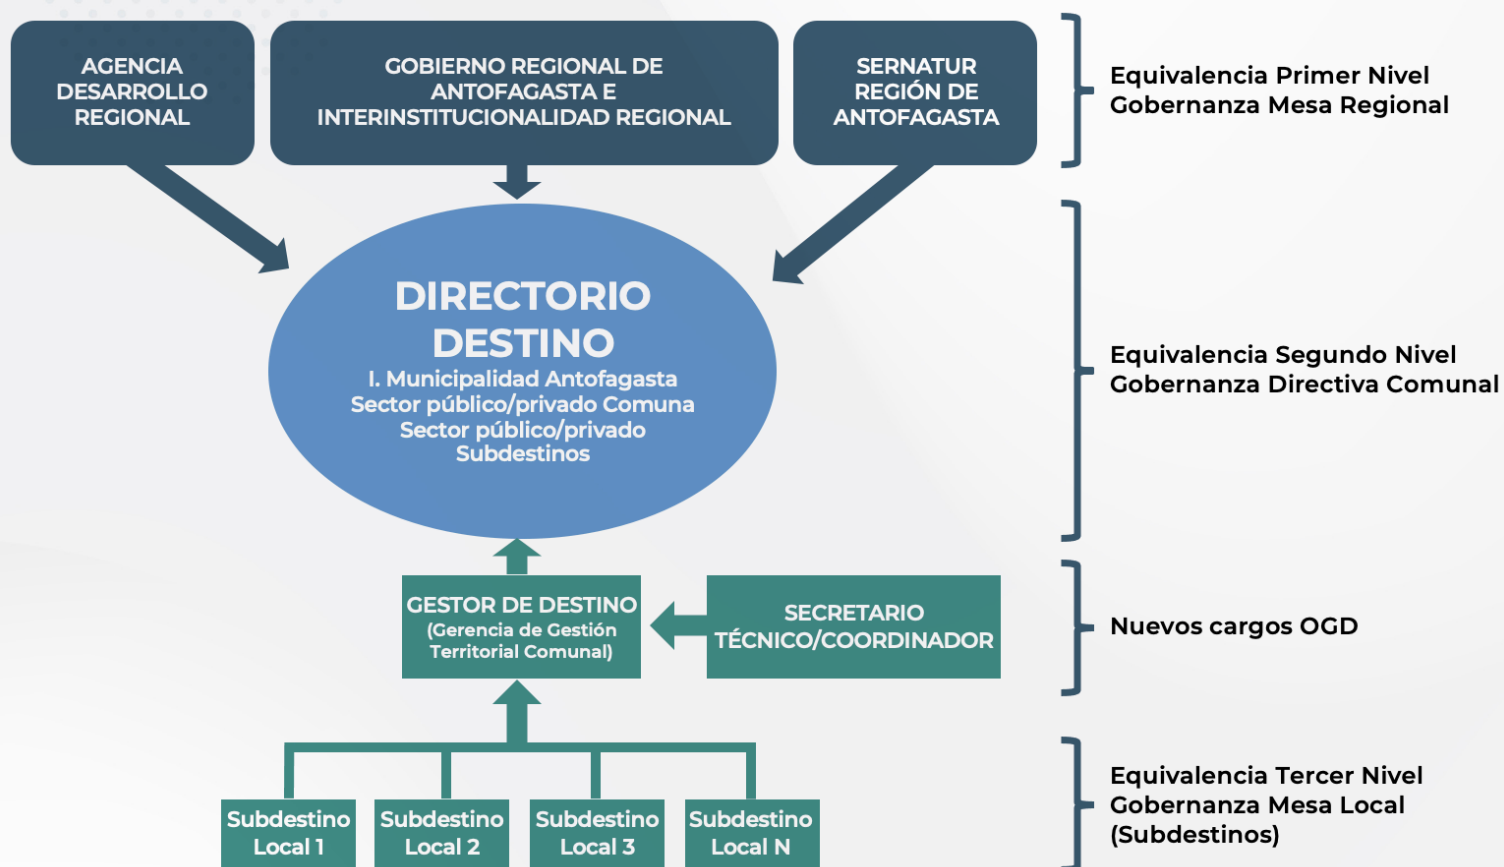 AGENCIA
DESARROLLO
REGIONAL
GOBIERNO REGIONAL DE
ANTOFAGASTA E
INTERINSTITUCIONALIDAD REGIONAL
SERNATUR
REGIÓN DE
ANTOFAGASTA
Equivalencia Primer Nivel
Gobernanza Mesa Regional
DIRECTORIO
DESTINO
I. Municipalidad Antofagasta
Sector público/privado Comuna
Sector público/privado
Subdestinos
Equivalencia Segundo Nivel
Gobernanza Directiva Comunal
GESTOR DE DESTINO
(Gerencia de Gestión
Territorial Comunal)
SECRETARIO
TÉCNICO/COORDINADOR
Nuevos cargos OGD
Subdestino
Local 1
Subdestino
Local 2
Subdestino
Local 3
Subdestino
Local N
Equivalencia Tercer Nivel
Gobernanza Mesa Local
(Subdestinos)